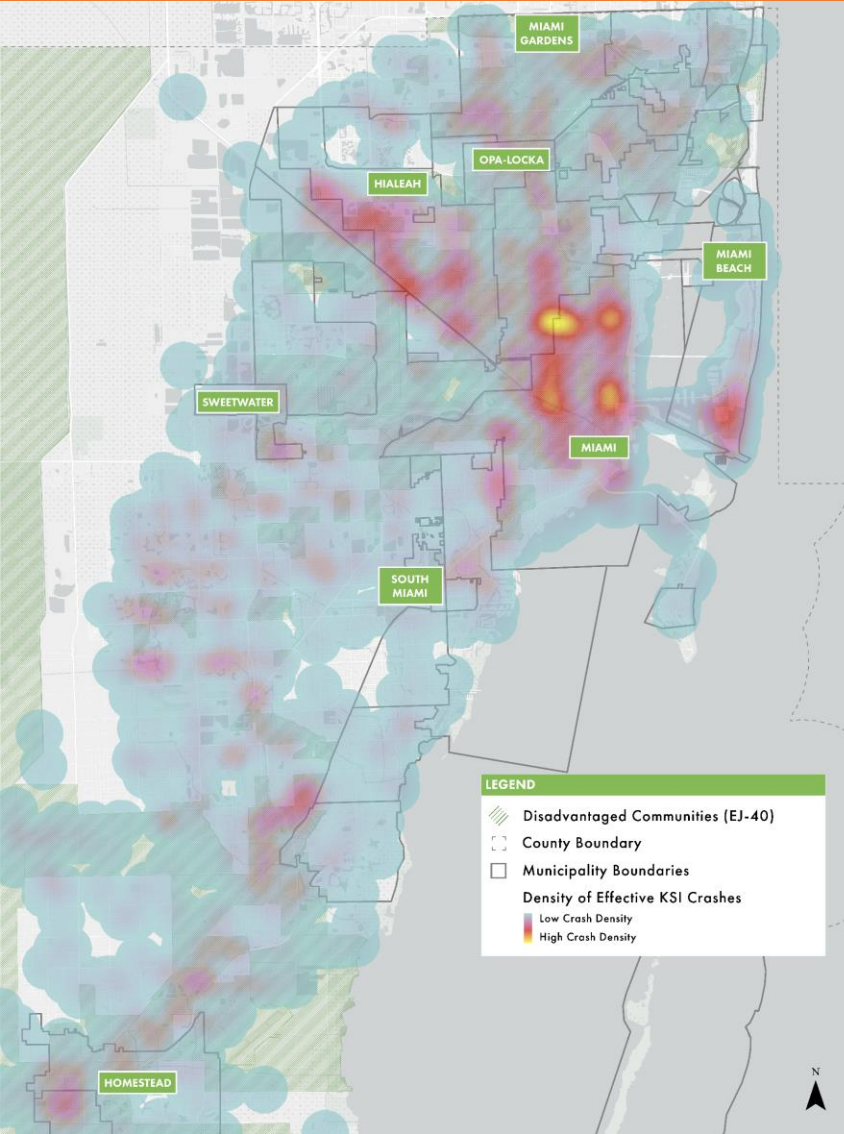 MIAMI
GARDENS
OPA-LOCKA
HIALEAH
MIAMI
BEACH
SWEETWATER
MIAMI
SOUTH
MIAMI
LEGEND
Disadvantaged Communities (EJ-40)
County Boundary
Municipality Boundaries
Density of Effective KSI Crashes
Low Crash Density
High Crash Density
N
HOMESTEAD